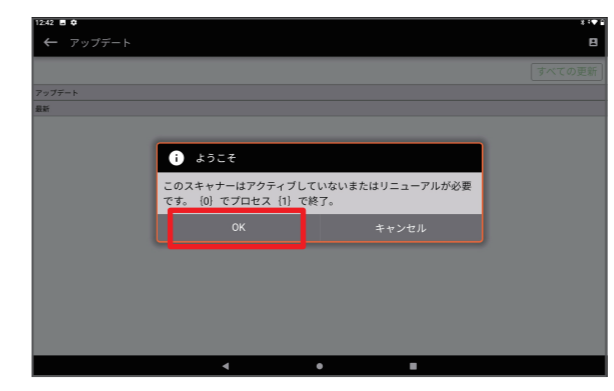 12:42
アップデート
すべての更新
アップデート
最新
ようこそ
このスキャナーはアクティブしていないまたはリニューアルが必要
です。 {0} でプロセス {1} で終了。
OK
キャンセル